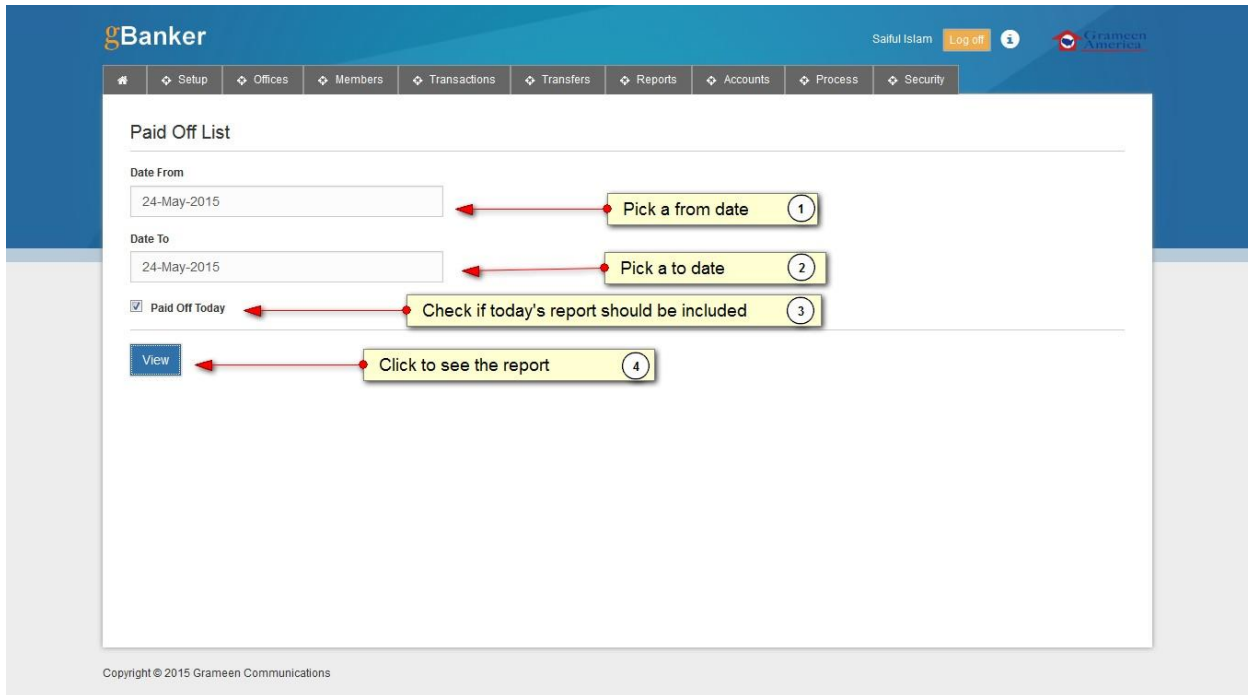 gBanker
Saiful Islam Log off i Grameen America
Setup Offices Members Transactions Transfers Reports Accounts Process Security
Paid Off List
Date From
24-May-2015
Pick a from date 1
Date To
24-May-2015
Pick a to date 2
Paid Off Today
Check if today's report should be included 3
View
Click to see the report 4
Copyright © 2015 Grameen Communications